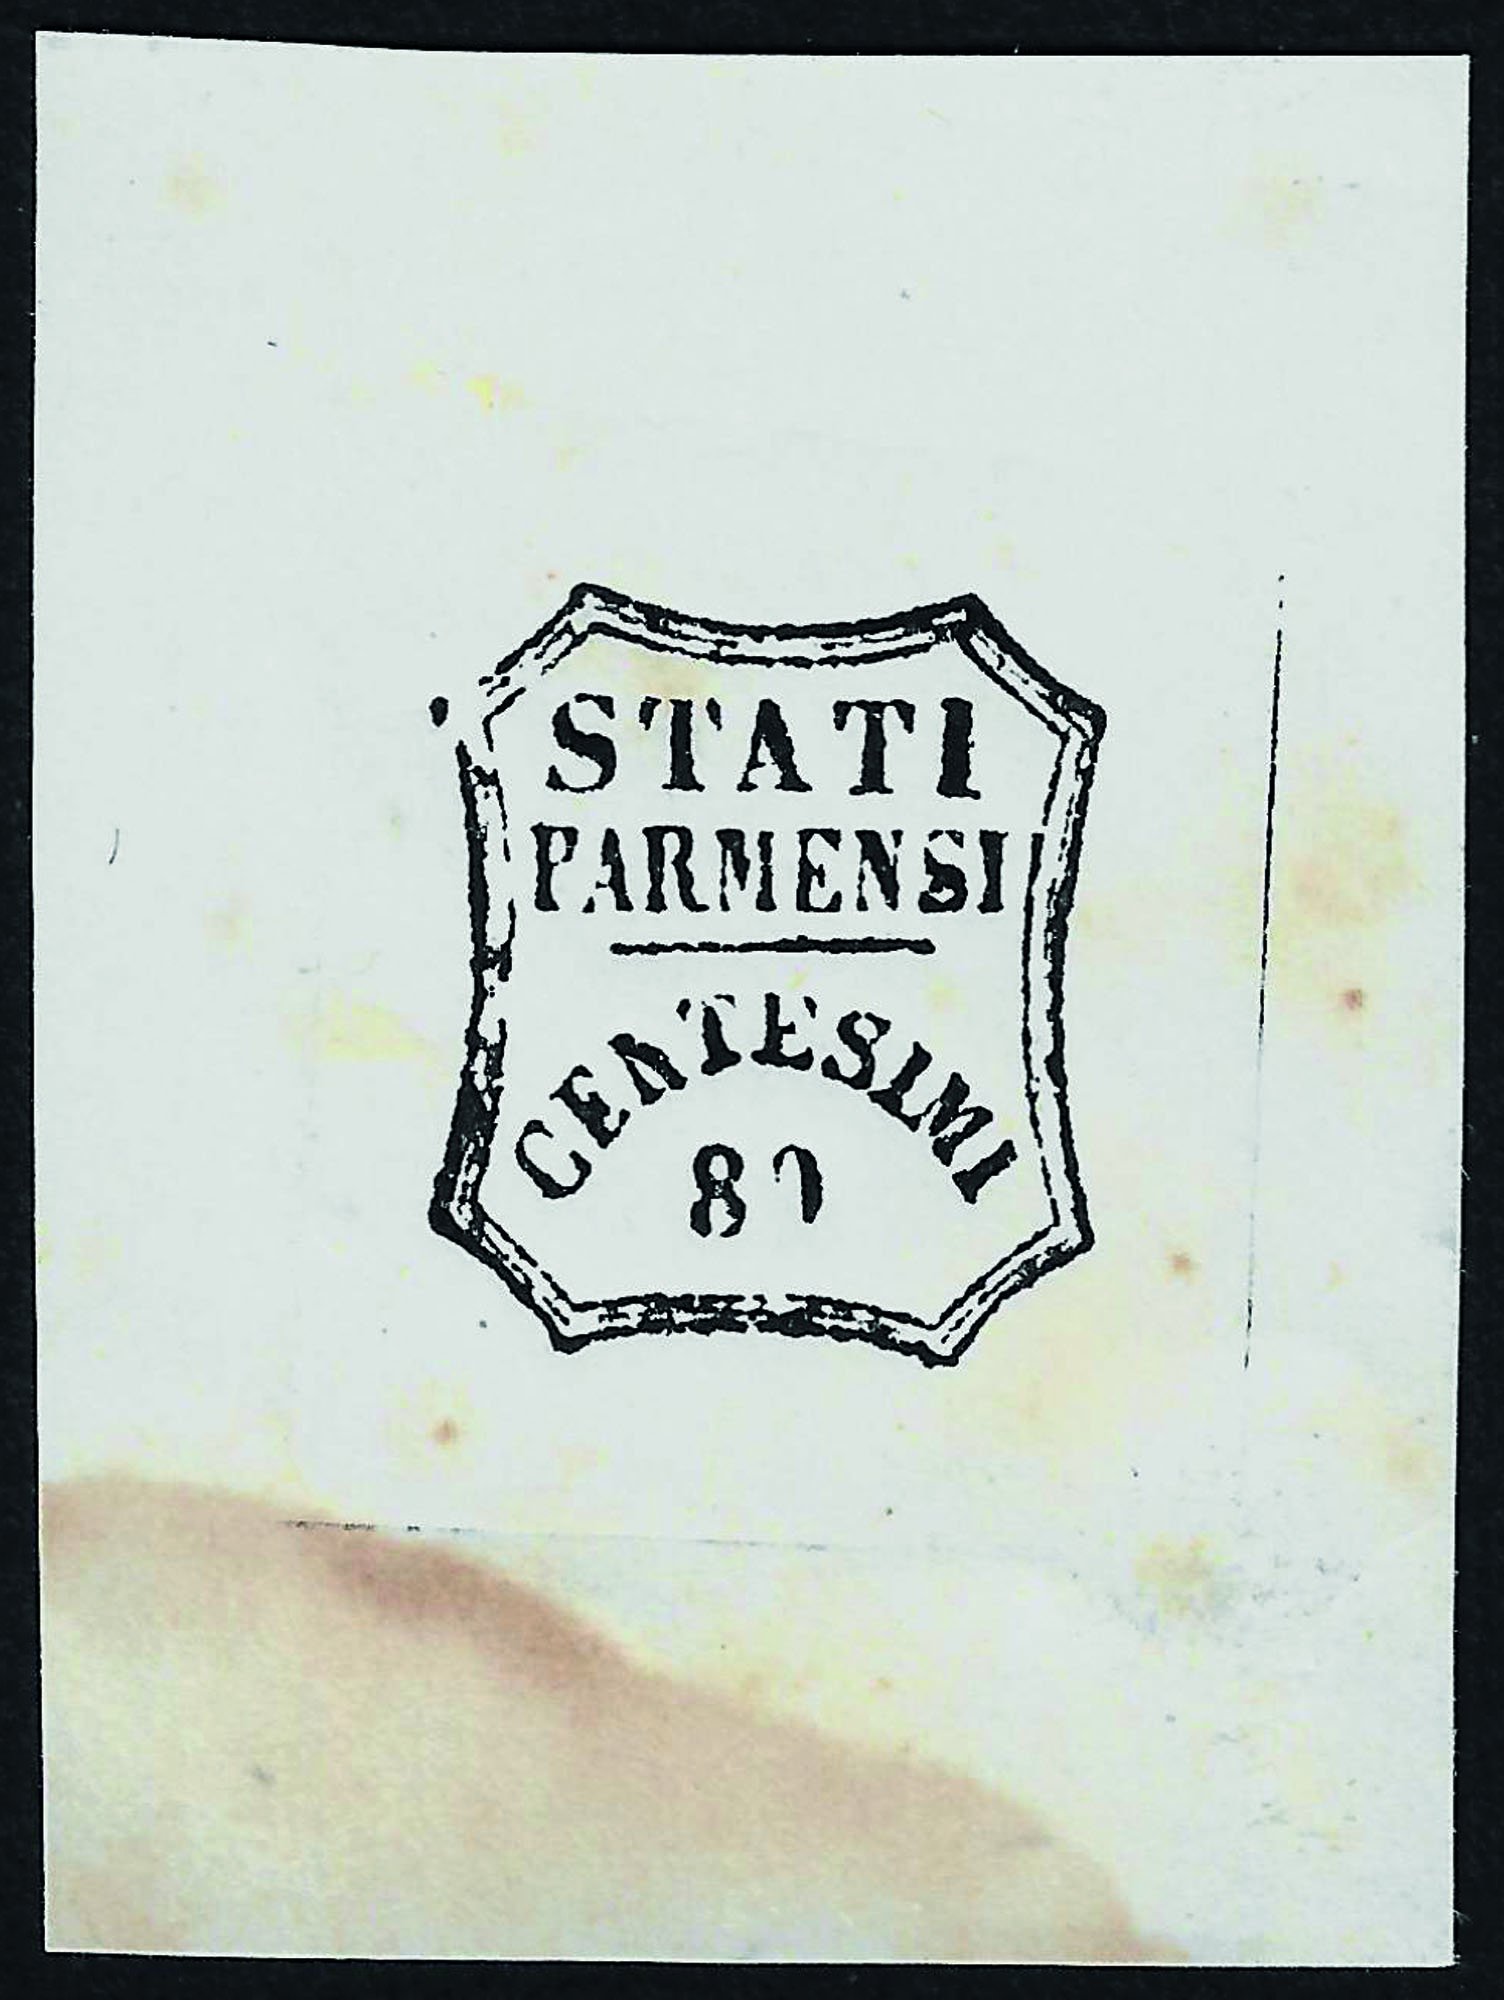 STATI
PARMENSI
CENTESIMI
80